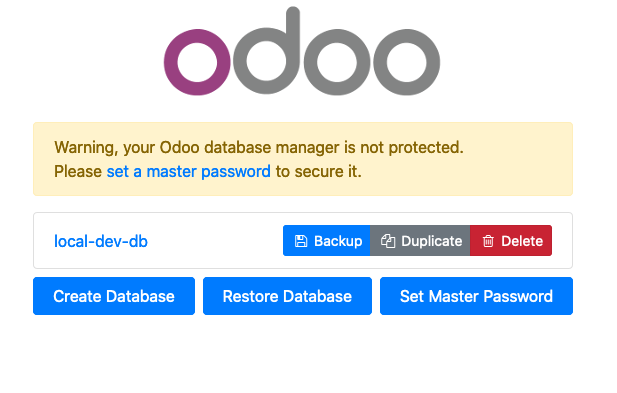 odoo
Warning, your Odoo database manager is not protected.
Please set a master password to secure it.
local-dev-db
Backup
Duplicate
Delete
Create Database
Restore Database
Set Master Password